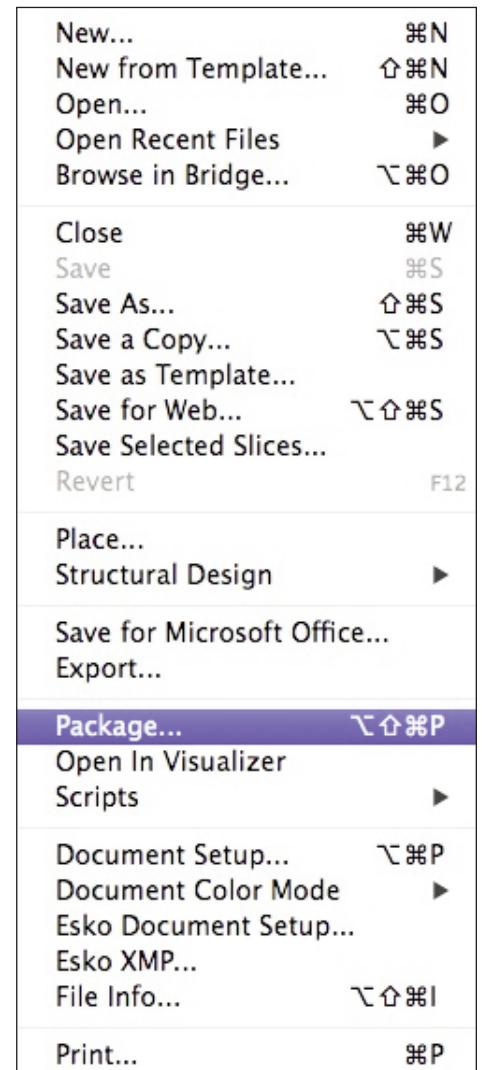 New... ⌘N
New from Template... ⇧⌘N
Open... ⌘O
Open Recent Files ▶
Browse in Bridge... ⌥⌘O
Close ⌘W
Save ⌘S
Save As... ⇧⌘S
Save a Copy... ⌥⌘S
Save as Template...
Save for Web... ⌥⇧⌘S
Save Selected Slices...
Revert F12
Place...
Structural Design ▶
Save for Microsoft Office...
Export...
Package... ⌥⇧⌘P
Open In Visualizer
Scripts ▶
Document Setup... ⌥⌘P
Document Color Mode ▶
Esko Document Setup...
Esko XMP...
File Info... ⌥⇧⌘I
Print... ⌘P